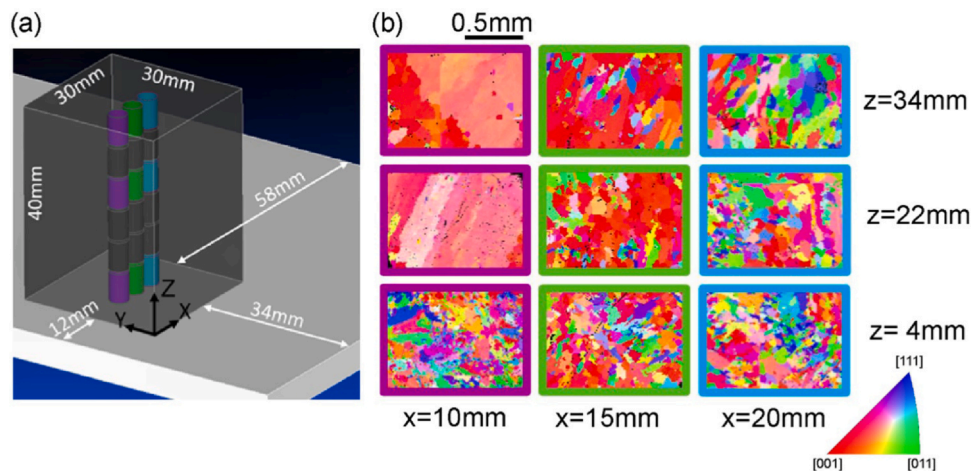 (a)
30mm
30mm
40mm
58mm
12mm
34mm
Z
Y
X
(b)
0.5mm
z=34mm
z=22mm
z= 4mm
x=10mm
x=15mm
x=20mm
[111]
[001]
[011]